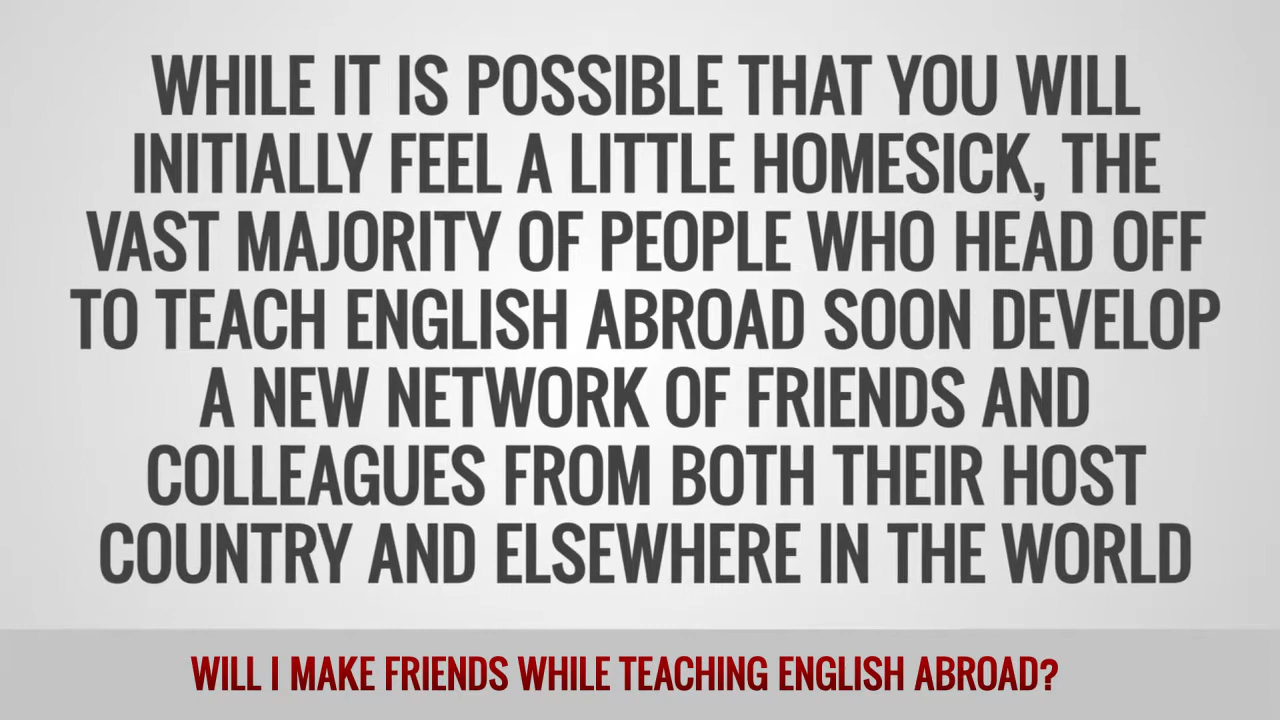 WHILE IT IS POSSIBLE THAT YOU WILL
INITIALLY FEEL A LITTLE HOMESICK, THE
VAST MAJORITY OF PEOPLE WHO HEAD OFF
TO TEACH ENGLISH ABROAD SOON DEVELOP
A NEW NETWORK OF FRIENDS AND
COLLEAGUES FROM BOTH THEIR HOST
COUNTRY AND ELSEWHERE IN THE WORLD
WILL I MAKE FRIENDS WHILE TEACHING ENGLISH ABROAD?